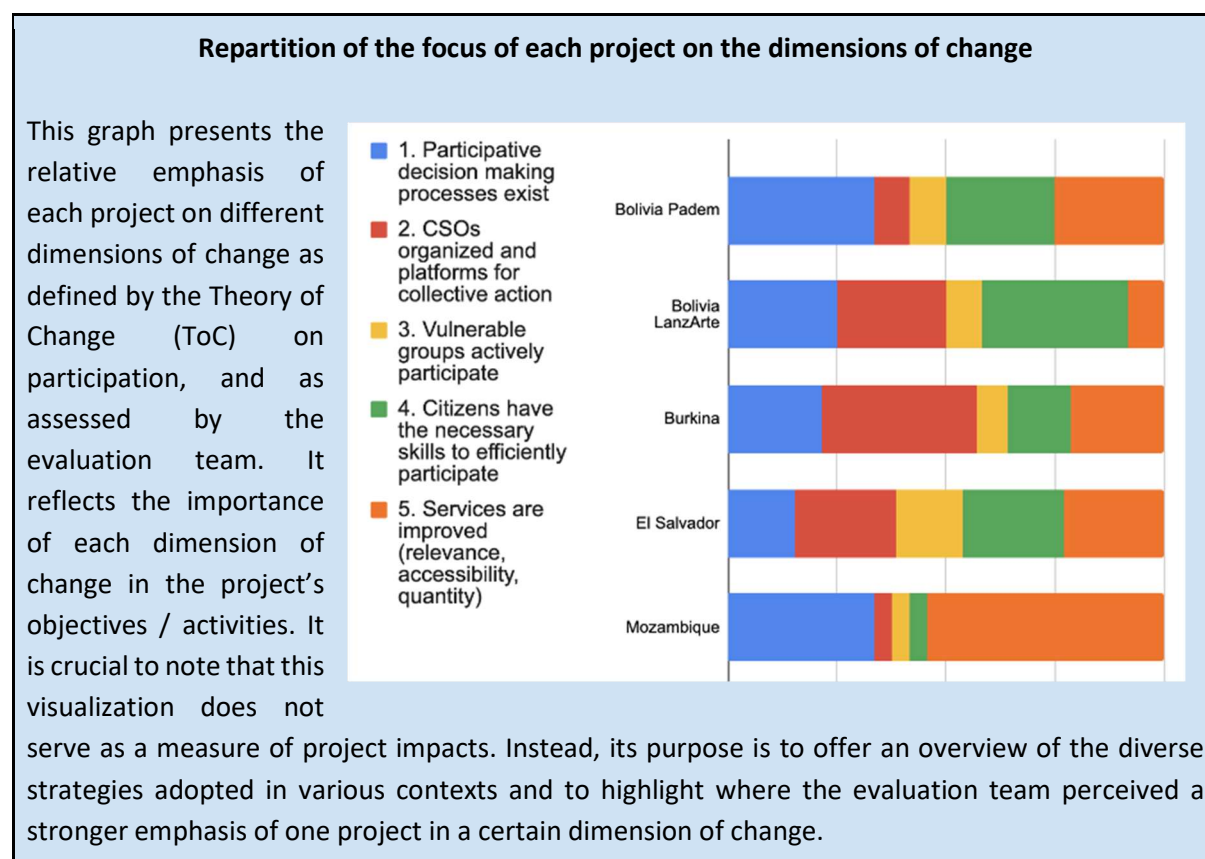 Repartition of the focus of each project on the dimensions of change
This graph presents the
relative emphasis of
each project on different
dimensions of change as
defined by the Theory of
Change (ToC) on
participation, and as
assessed by the
evaluation team. It
reflects the importance
of each dimension of
change in the project’s
objectives / activities. It
is crucial to note that this
visualization does not
serve as a measure of project impacts. Instead, its purpose is to offer an overview of the diverse
strategies adopted in various contexts and to highlight where the evaluation team perceived a
stronger emphasis of one project in a certain dimension of change.
1. Participative
decision making
processes exist
2. CSOs
organized and
platforms for
collective action
3. Vulnerable
groups actively
participate
4. Citizens have
the necessary
skills to efficiently
participate
5. Services are
improved
(relevance,
accessibility,
quantity)
Bolivia Padem
Bolivia
LanzArte
Burkina
El Salvador
Mozambique